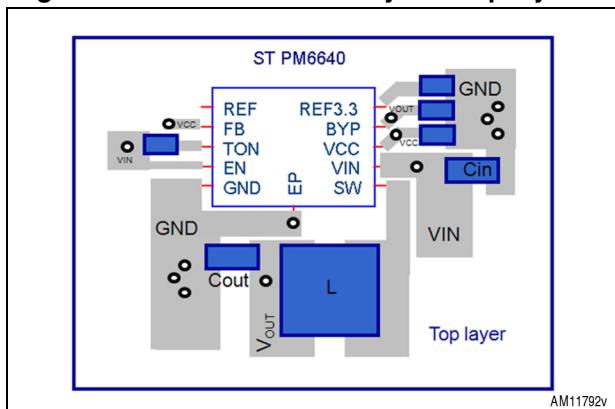 ST PM6640
REF
FB
TON
EN
GND
REF3.3
BYP
VCC
VIN
SW
EP
VCC
VIN
VOUT
VCC
GND
Cin
VIN
GND
Cout
VOUT
L
Top layer
AM11792v